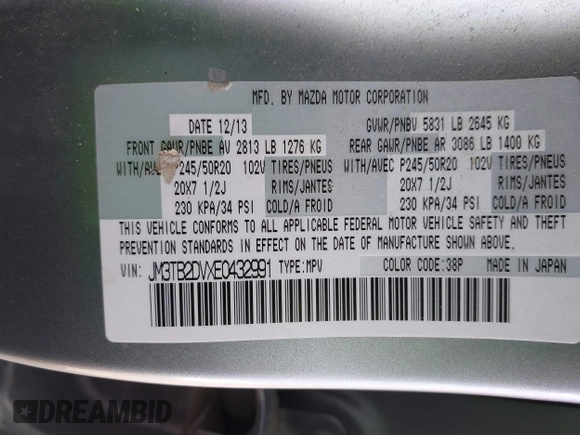 MFD. BY MAZDA MOTOR CORPORATION
DATE 12/13 GVWR/PNBV 5831 LB 2645 KG
FRONT GAWR/PNBE AV 2813 LB 1276 KG REAR GAWR/PNBE AR 3086 LB 1400 KG
WITH/AVEC P245/50R20 102V TIRES/PNEUS WITH/AVEC P245/50R20 102V TIRES/PNEUS
20X7 1/2J RIMS/JANTES 20X7 1/2J RIMS/JANTES
230 KPA/34 PSI COLD/A FROID 230 KPA/34 PSI COLD/A FROID
THIS VEHICLE CONFORMS TO ALL APPLICABLE FEDERAL MOTOR VEHICLE SAFETY AND THEFT
PREVENTION STANDARDS IN EFFECT ON THE DATE OF MANUFACTURE SHOWN ABOVE.
VIN: JM3TB2DVXE0432991 TYPE:MPV COLOR CODE:38P MADE IN JAPAN
DREAMBID